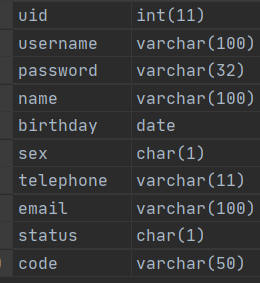 uid int(11)
username varchar(100)
password varchar(32)
name varchar(100)
birthday date
sex char(1)
telephone varchar(11)
email varchar(100)
status char(1)
code varchar(50)